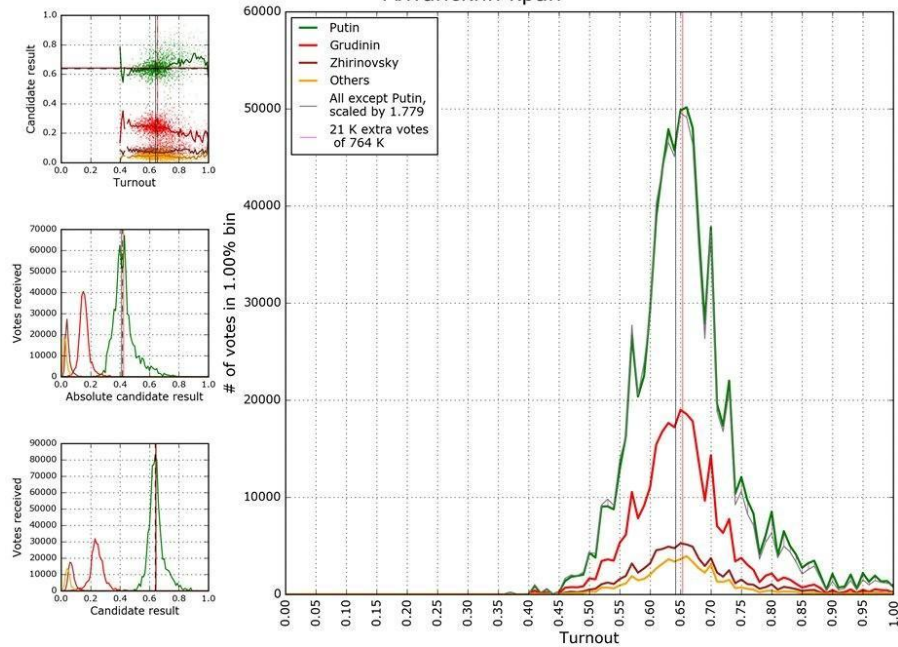 Алтайский край
Candidate result
1.0
0.8
0.6
0.4
0.2
0.0
0.0 0.2 0.4 0.6 0.8 1.0
Turnout
Votes received
70000
60000
50000
40000
30000
20000
10000
0
0.0 0.2 0.4 0.6 0.8 1.0
Absolute candidate result
Votes received
90000
80000
70000
60000
50000
40000
30000
20000
10000
0
0.0 0.2 0.4 0.6 0.8 1.0
Candidate result
# of votes in 1.00% bin
60000
50000
40000
30000
20000
10000
0
Putin
Grudinin
Zhirinovsky
Others
All except Putin,
scaled by 1.779
21 K extra votes
of 764 K
0.00 0.05 0.10 0.15 0.20 0.25 0.30 0.35 0.40 0.45 0.50 0.55 0.60 0.65 0.70 0.75 0.80 0.85 0.90 0.95 1.00
Turnout